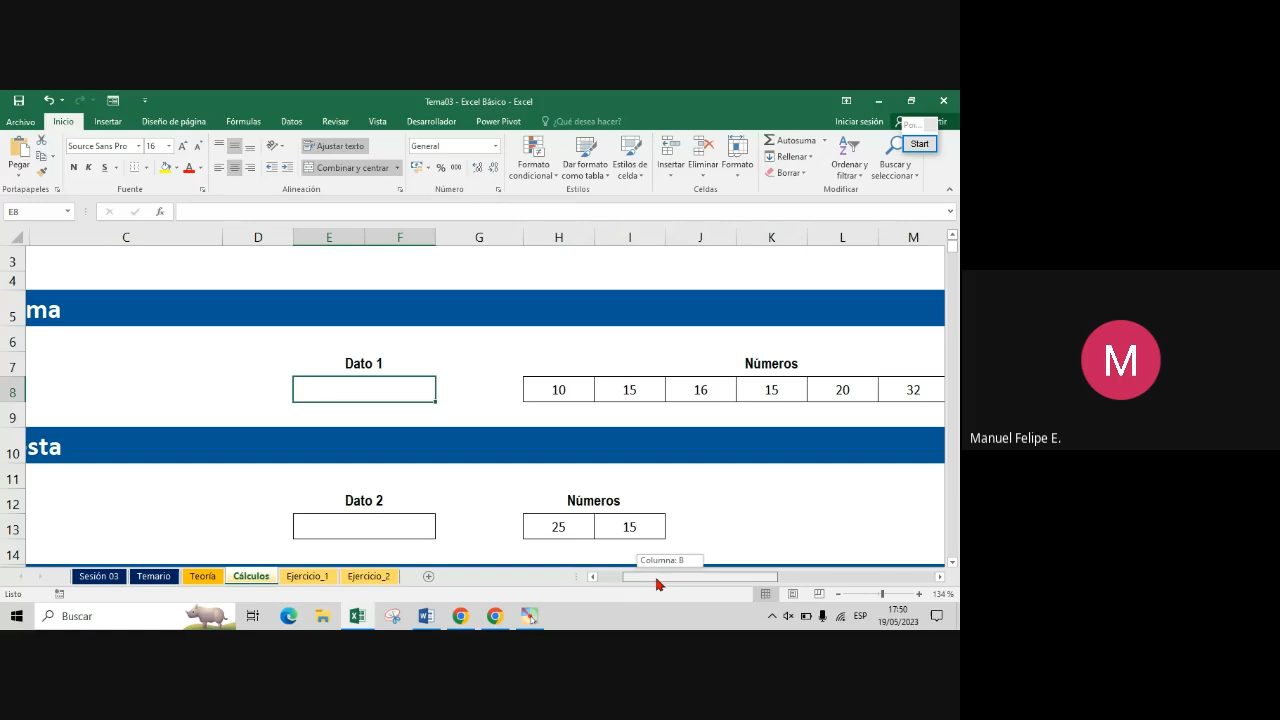 Tema03 - Excel Básico - Excel
Archivo Inicio Insertar Diseño de página Fórmulas Datos Revisar Vista Desarrollador Power Pivot ¿Qué desea hacer? Iniciar sesión
Start
Pegar
Source Sans Pro 16
N K S
Ajustar texto
Combinar y centrar
General
% 000
Formato condicional
Dar formato como tabla
Estilos de celda
Insertar Eliminar Formato
Autosuma
Rellenar
Borrar
Ordenar y filtrar
Buscar y seleccionar
Portapapeles Fuente Alineación Número Estilos Celdas Modificar
E8 fx
C D E F G H I J K L M
3
4
5 ma
6
7 Dato 1 Números
8 10 15 16 15 20 32
9
10 sta
11
12 Dato 2 Números
13 25 15
14
Columna: B
Sesión 03 Temario Teoría Cálculos Ejercicio_1 Ejercicio_2
Listo 134 %
Buscar ESP 17:50
19/05/2023
M
Manuel Felipe E.